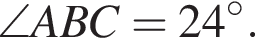 ∠ABC = 24°.